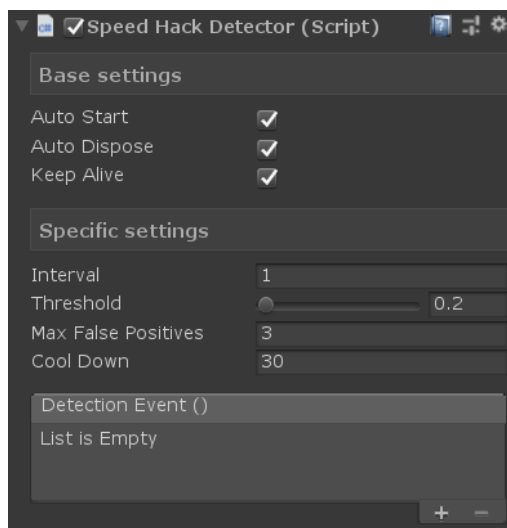 Speed Hack Detector (Script)
Base settings
Auto Start
Auto Dispose
Keep Alive
Specific settings
Interval 1
Threshold 0.2
Max False Positives 3
Cool Down 30
Detection Event ()
List is Empty